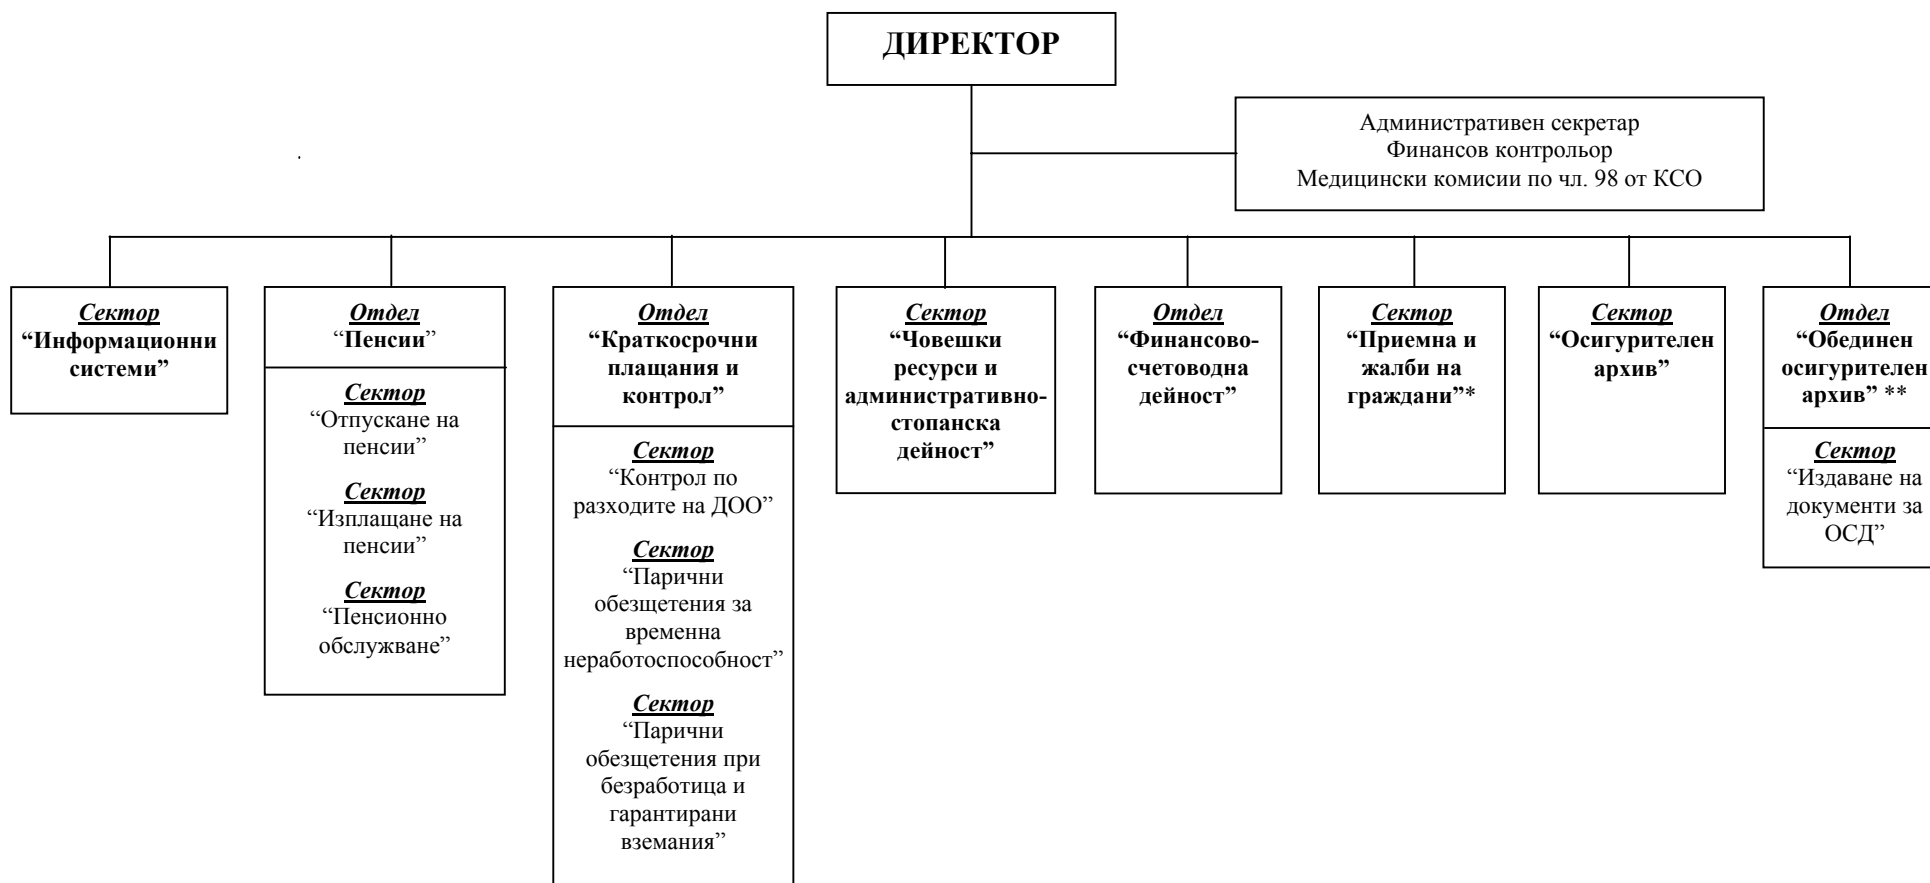 ДИРЕКТОР
Административен секретар
Финансов контрольор
Медицински комисии по чл. 98 от КСО
Сектор
“Информационни
системи”
Отдел
“Пенсии”
Сектор
“Отпускане на
пенсии”
Сектор
“Изплащане на
пенсии”
Сектор
“Пенсионно
обслужване”
Отдел
“Краткосрочни
плащания и
контрол”
Сектор
“Контрол по
разходите на ДОО”
Сектор
“Парични
обезщетения за
временна
неработоспособност”
Сектор
“Парични
обезщетения при
безработица и
гарантирани
вземания”
Сектор
“Човешки
ресурси и
административно-
стопанска
дейност”
Отдел
“Финансово-
счетоводна
дейност”
Сектор
“Приемна и
жалби на
граждани”*
Сектор
“Осигурителен
архив”
Отдел
“Обединен
осигурителен
архив” **
Сектор
“Издаване на
документи за
ОСД”